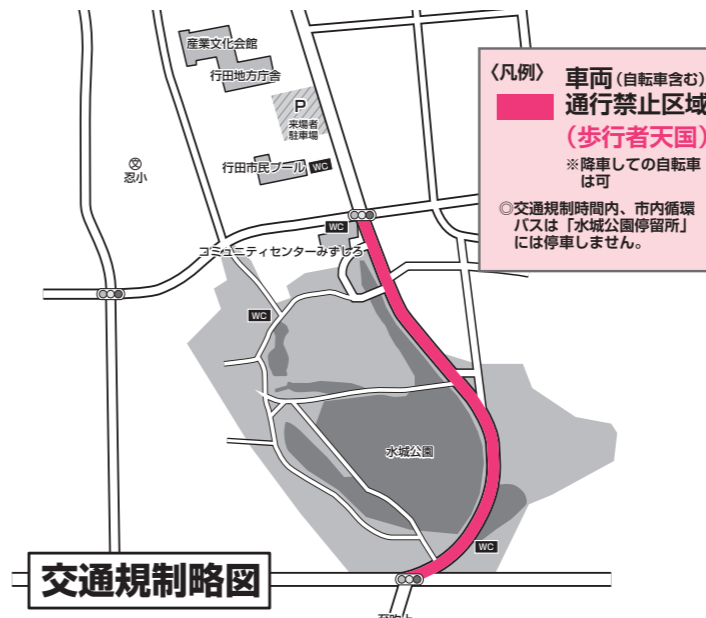 産業文化会館
行田地方庁舎
P
来場者
駐車場
行田市民プール
WC
文
忍小
WC
コミュニティセンターみずしろ
WC
水城公園
WC
交通規制略図
〈凡例〉
車両(自転車含む)
通行禁止区域
(歩行者天国)
※降車しての自転車
は可
◎交通規制時間内、市内循環
バスは「水城公園停留所」
には停車しません。